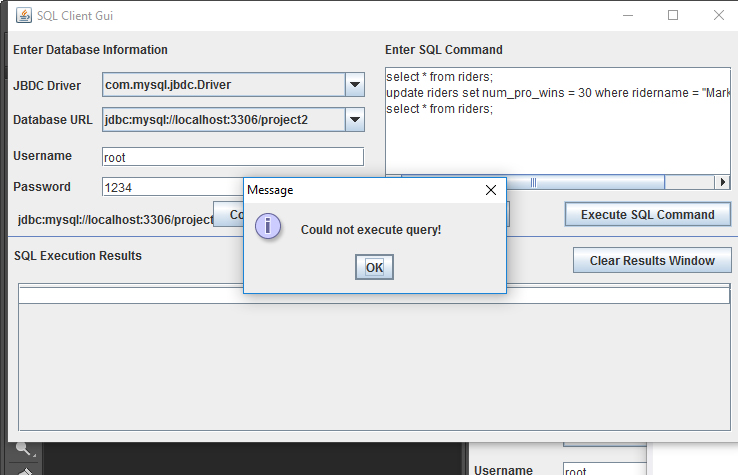 SQL Client Gui
Enter Database Information
Enter SQL Command
JBDC Driver
com.mysql.jbdc.Driver
select * from riders;
update riders set num_pro_wins = 30 where ridername = "Mark
select * from riders;
Database URL
jdbc:mysql://localhost:3306/project2
Username
root
Password
1234
Message
jdbc:mysql://localhost:3306/project
Co
Execute SQL Command
Could not execute query!
OK
SQL Execution Results
Clear Results Window
Username
root